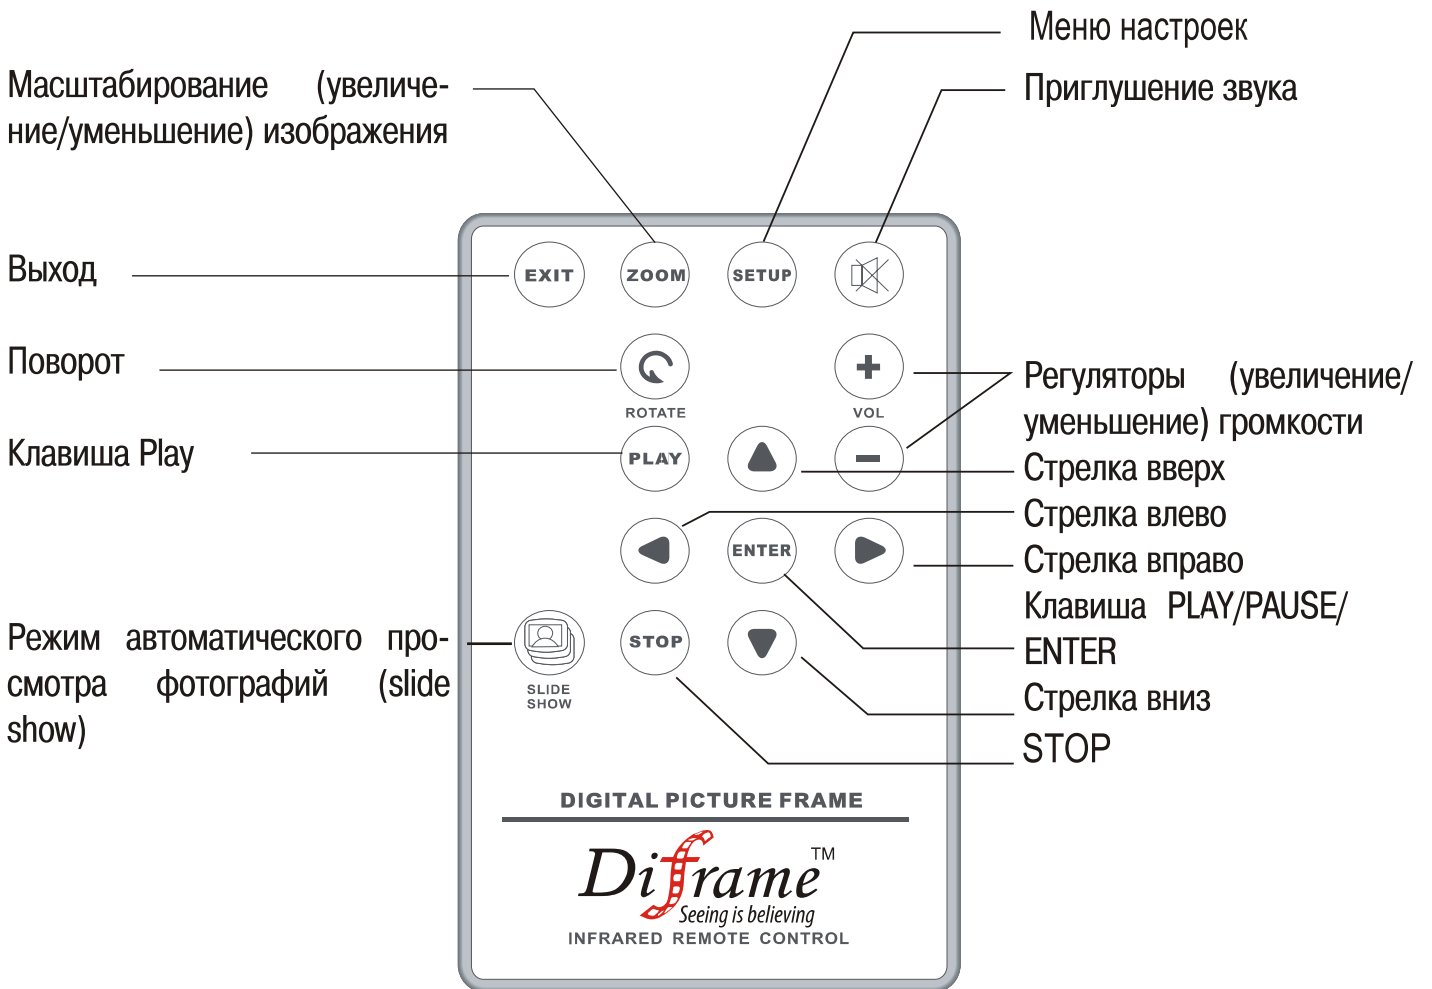 Меню настроек
Масштабирование (увеличе-
ние/уменьшение) изображения
Приглушение звука
Выход
EXIT
ZOOM
SETUP
Поворот
ROTATE
VOL
Регуляторы (увеличение/
уменьшение) громкости
Клавиша Play
PLAY
Стрелка вверх
Стрелка влево
ENTER
Стрелка вправо
Клавиша PLAY/PAUSE/
ENTER
Режим автоматического про-
смотра фотографий (slide
show)
SLIDE
SHOW
STOP
Стрелка вниз
STOP
DIGITAL PICTURE FRAME
Diframe™
Seeing is believing
INFRARED REMOTE CONTROL